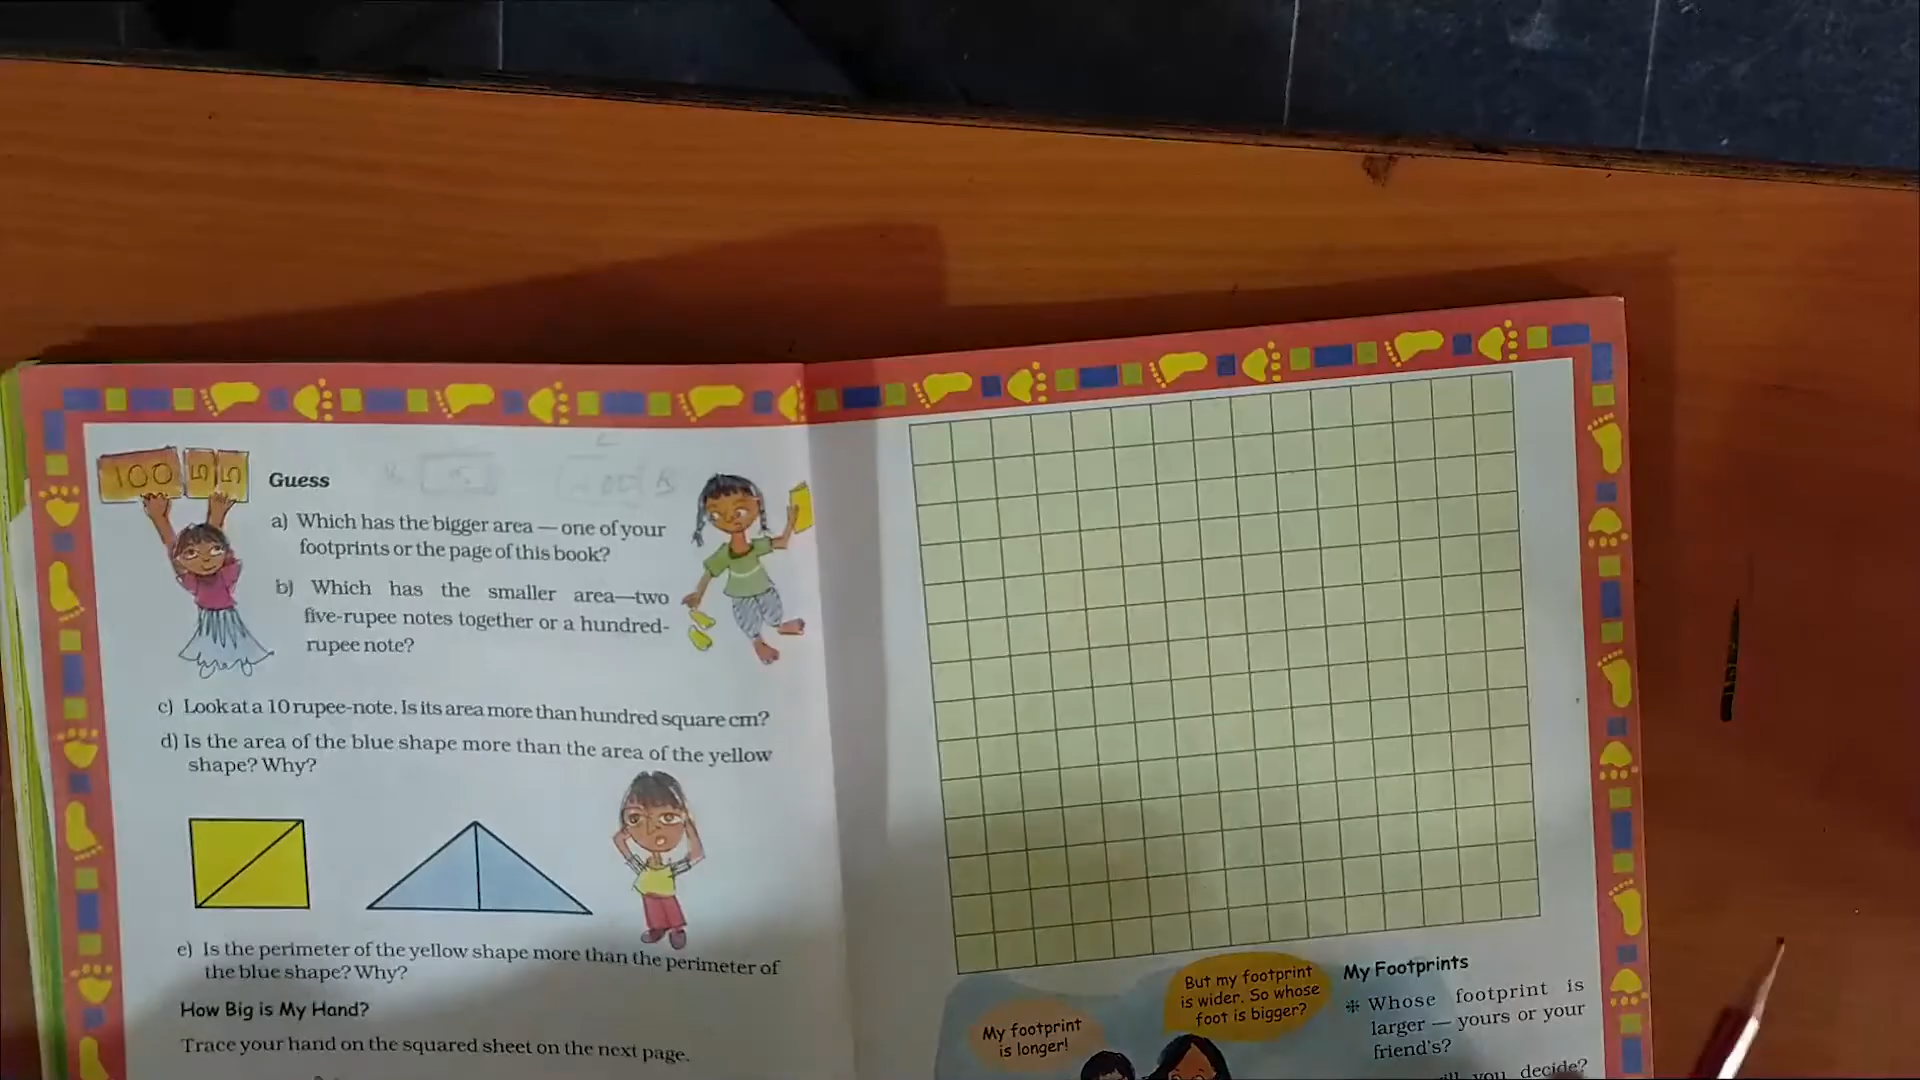 100 5 5
Guess
a) Which has the bigger area — one of your
footprints or the page of this book?
b) Which has the smaller area—two
five-rupee notes together or a hundred-
rupee note?
c) Look at a 10 rupee-note. Is its area more than hundred square cm?
d) Is the area of the blue shape more than the area of the yellow
shape? Why?
e) Is the perimeter of the yellow shape more than the perimeter of
the blue shape? Why?
How Big is My Hand?
Trace your hand on the squared sheet on the next page.
My footprint
is longer!
But my footprint
is wider. So whose
foot is bigger?
My Footprints
❈ Whose footprint is
larger — yours or your
friend's?
you decide?